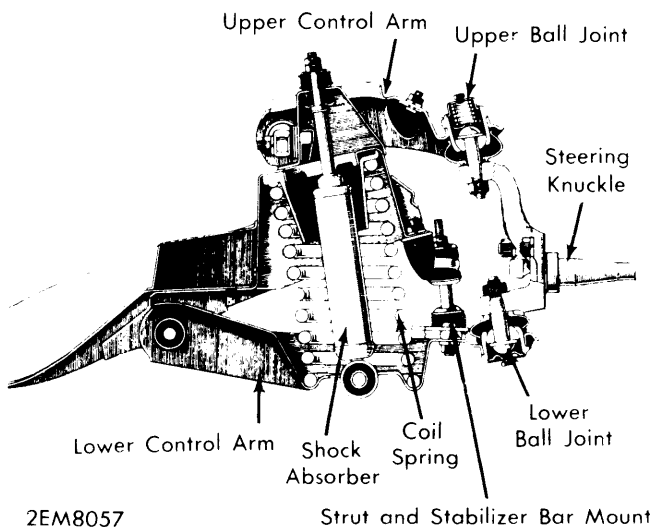 Upper Control Arm
Upper Ball Joint
Steering
Knuckle
Lower Control Arm
Shock
Absorber
Coil
Spring
Lower
Ball Joint
2EM8057
Strut and Stabilizer Bar Mount